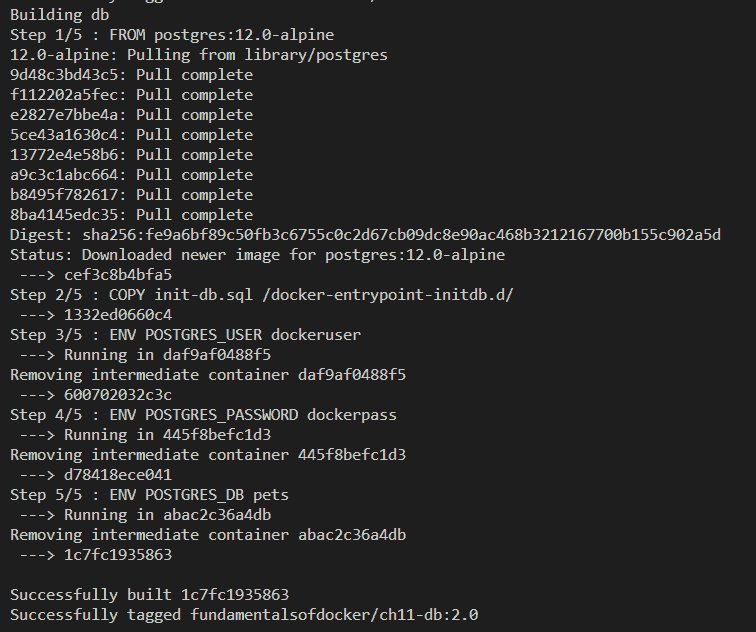 Building db
Step 1/5 : FROM postgres:12.0-alpine
12.0-alpine: Pulling from library/postgres
9d48c3bd43c5: Pull complete
f112202a5fec: Pull complete
e2827e7bbe4a: Pull complete
5ce43a1630c4: Pull complete
13772e4e58b6: Pull complete
a9c3c1abc664: Pull complete
b8495f782617: Pull complete
8ba4145edc35: Pull complete
Digest: sha256:fe9a6bf89c50fb3c6755c0c2d67cb09dc8e90ac468b3212167700b155c902a5d
Status: Downloaded newer image for postgres:12.0-alpine
 ---> cef3c8b4bfa5
Step 2/5 : COPY init-db.sql /docker-entrypoint-initdb.d/
 ---> 1332ed0660c4
Step 3/5 : ENV POSTGRES_USER dockeruser
 ---> Running in daf9af0488f5
Removing intermediate container daf9af0488f5
 ---> 600702032c3c
Step 4/5 : ENV POSTGRES_PASSWORD dockerpass
 ---> Running in 445f8befc1d3
Removing intermediate container 445f8befc1d3
 ---> d78418ece041
Step 5/5 : ENV POSTGRES_DB pets
 ---> Running in abac2c36a4db
Removing intermediate container abac2c36a4db
 ---> 1c7fc1935863
Successfully built 1c7fc1935863
Successfully tagged fundamentalsofdocker/ch11-db:2.0